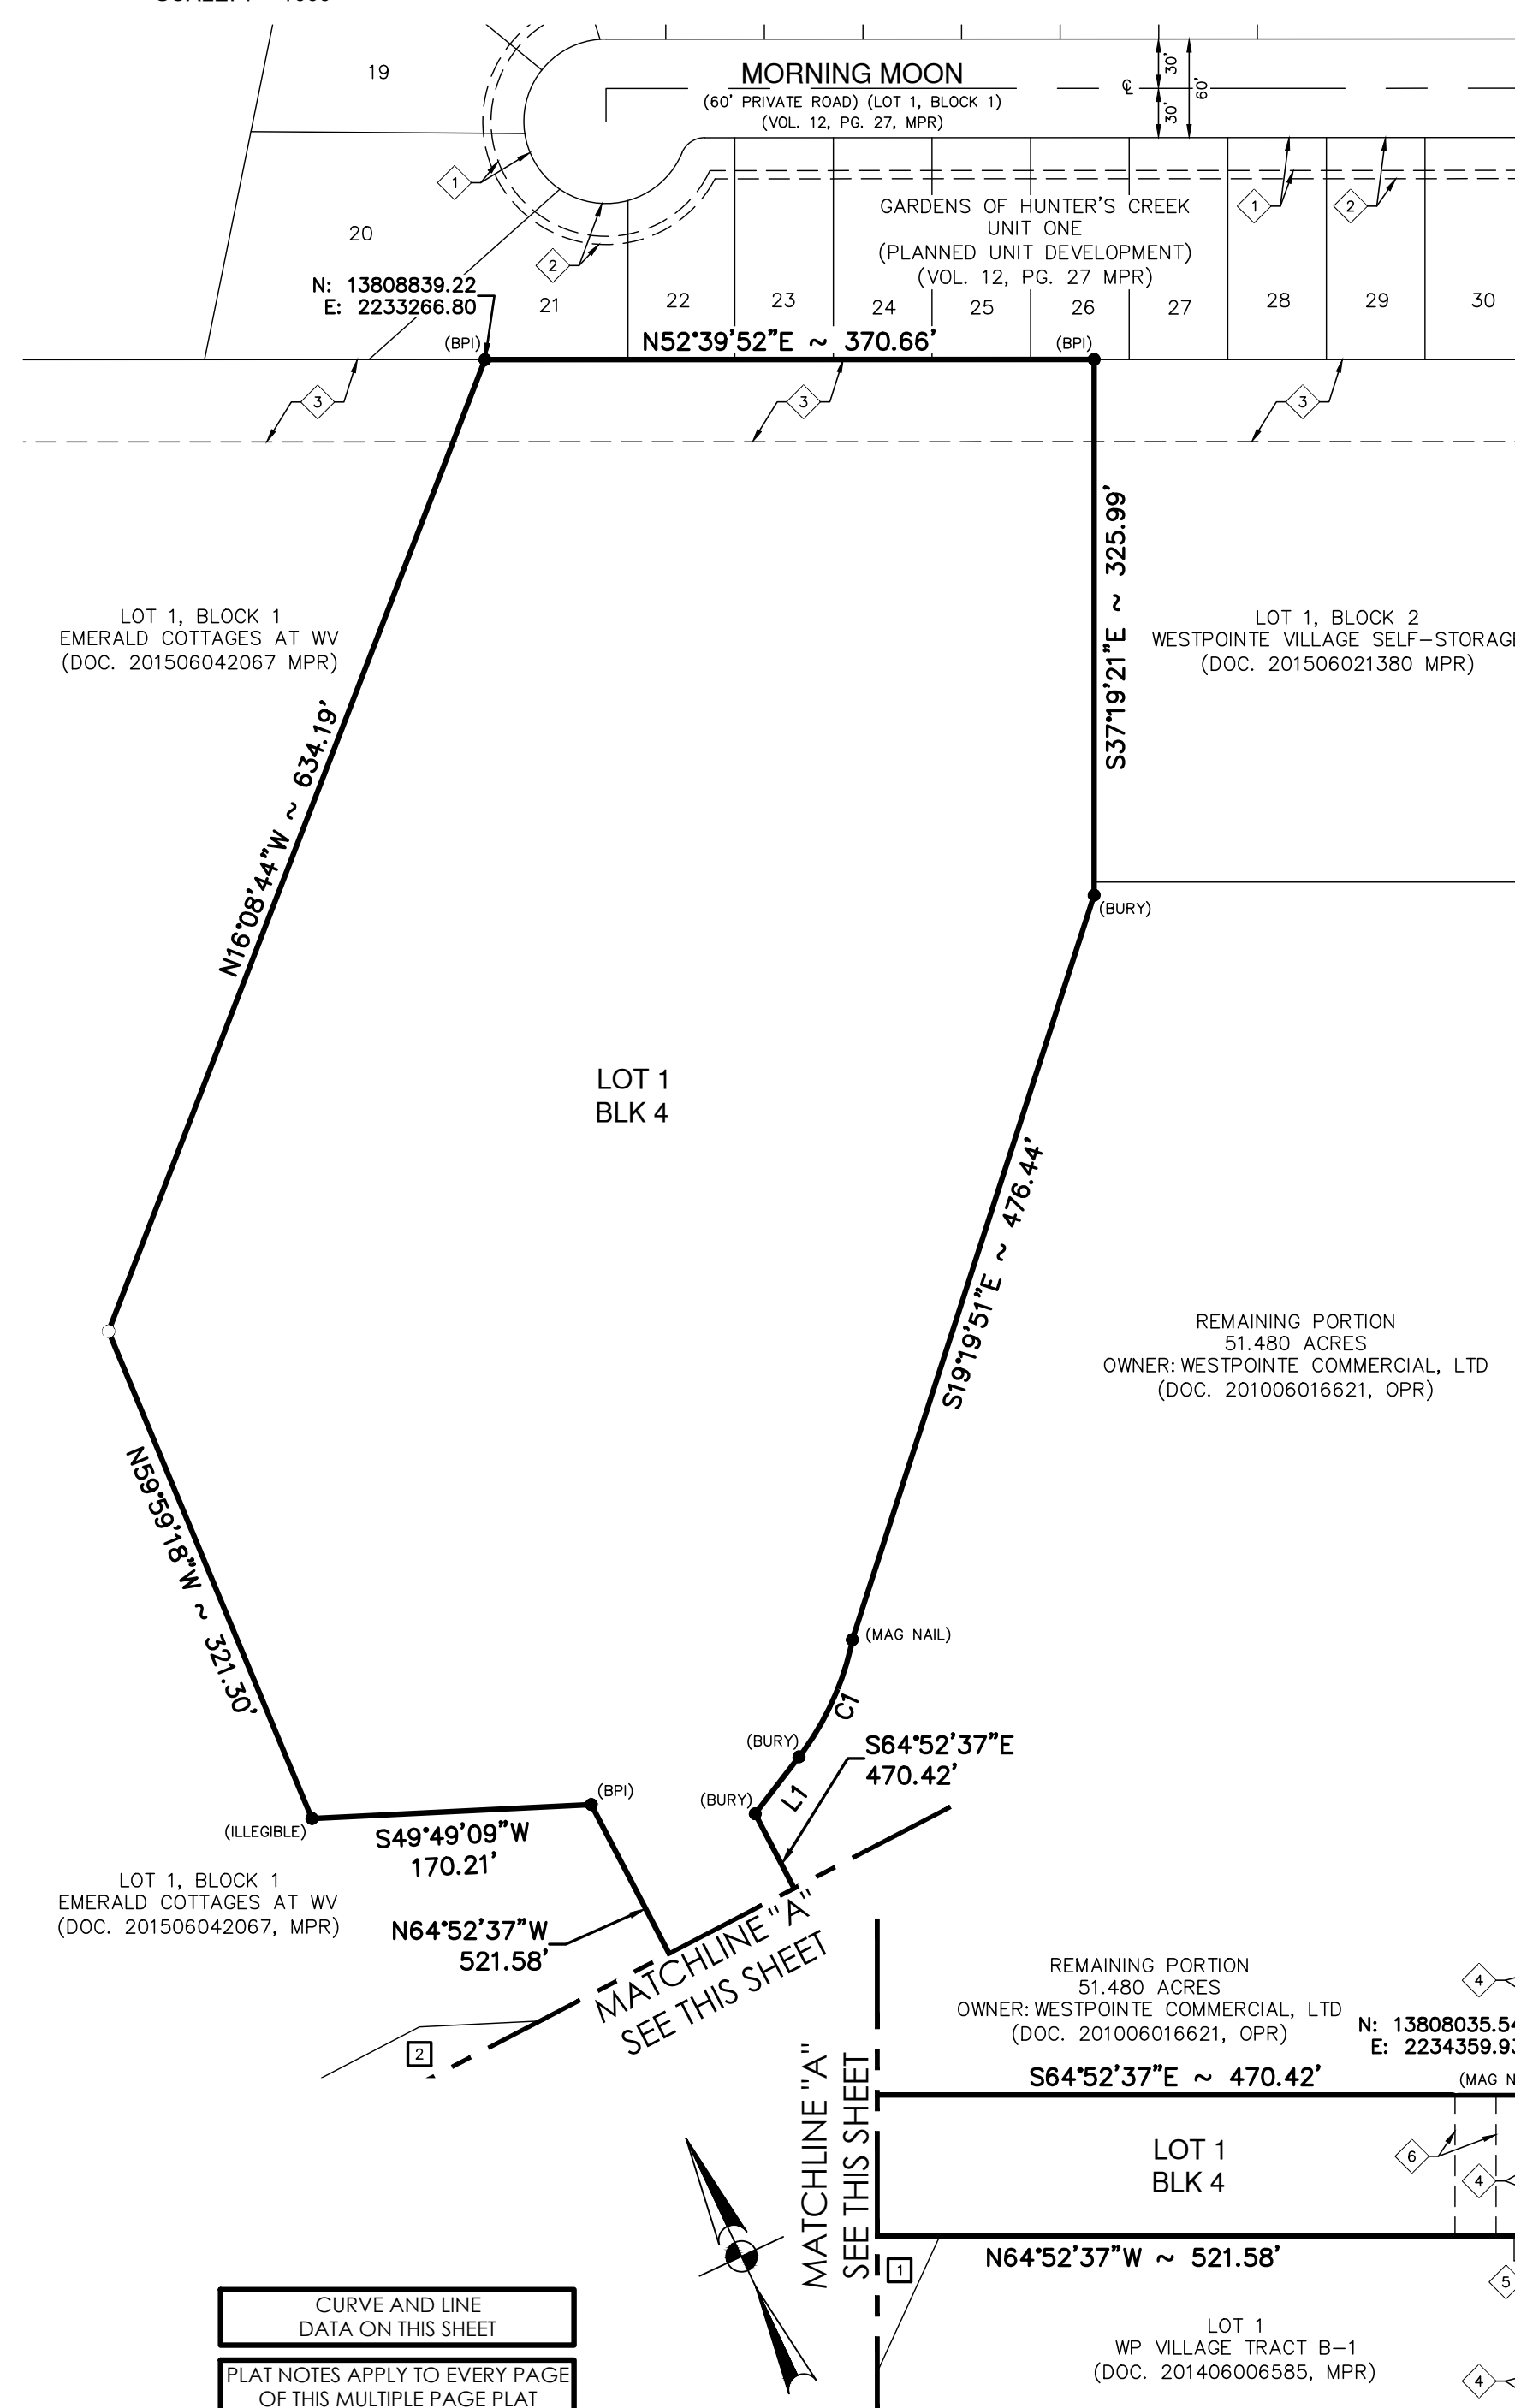 19
MORNING MOON
(60' PRIVATE ROAD) (LOT 1, BLOCK 1)
(VOL. 12, PG. 27, MPR)
℄
30'
30'
60'
1
20
2
GARDENS OF HUNTER'S CREEK
UNIT ONE
(PLANNED UNIT DEVELOPMENT)
(VOL. 12, PG. 27 MPR)
1
2
N: 13808839.22
E: 2233266.80
21
22
23
24
25
26
27
28
29
30
(BPI)
N52°39'52"E ~ 370.66'
(BPI)
3
3
3
S37°19'21"E ~ 325.99'
LOT 1, BLOCK 1
EMERALD COTTAGES AT WV
(DOC. 201506042067 MPR)
LOT 1, BLOCK 2
WESTPOINTE VILLAGE SELF-STORAGE
(DOC. 201506021380 MPR)
N16°08'44"W ~ 634.19'
(BURY)
LOT 1
BLK 4
S19°19'51"E ~ 476.44'
REMAINING PORTION
51.480 ACRES
OWNER: WESTPOINTE COMMERCIAL, LTD
(DOC. 201006016621, OPR)
N59°59'18"W ~ 321.30'
(MAG NAIL)
C1
(BURY)
S64°52'37"E
470.42'
L1
(BURY)
(BPI)
(ILLEGIBLE)
S49°49'09"W
170.21'
LOT 1, BLOCK 1
EMERALD COTTAGES AT WV
(DOC. 201506042067, MPR)
N64°52'37"W
521.58'
MATCHLINE "A"
SEE THIS SHEET
2
REMAINING PORTION
51.480 ACRES
OWNER: WESTPOINTE COMMERCIAL, LTD
(DOC. 201006016621, OPR)
4
N: 13808035.54
E: 2234359.93
MATCHLINE "A"
SEE THIS SHEET
S64°52'37"E ~ 470.42'
(MAG N
LOT 1
BLK 4
6
4
N64°52'37"W ~ 521.58'
1
5
LOT 1
WP VILLAGE TRACT B-1
(DOC. 201406006585, MPR)
4
CURVE AND LINE
DATA ON THIS SHEET
PLAT NOTES APPLY TO EVERY PAGE
OF THIS MULTIPLE PAGE PLAT